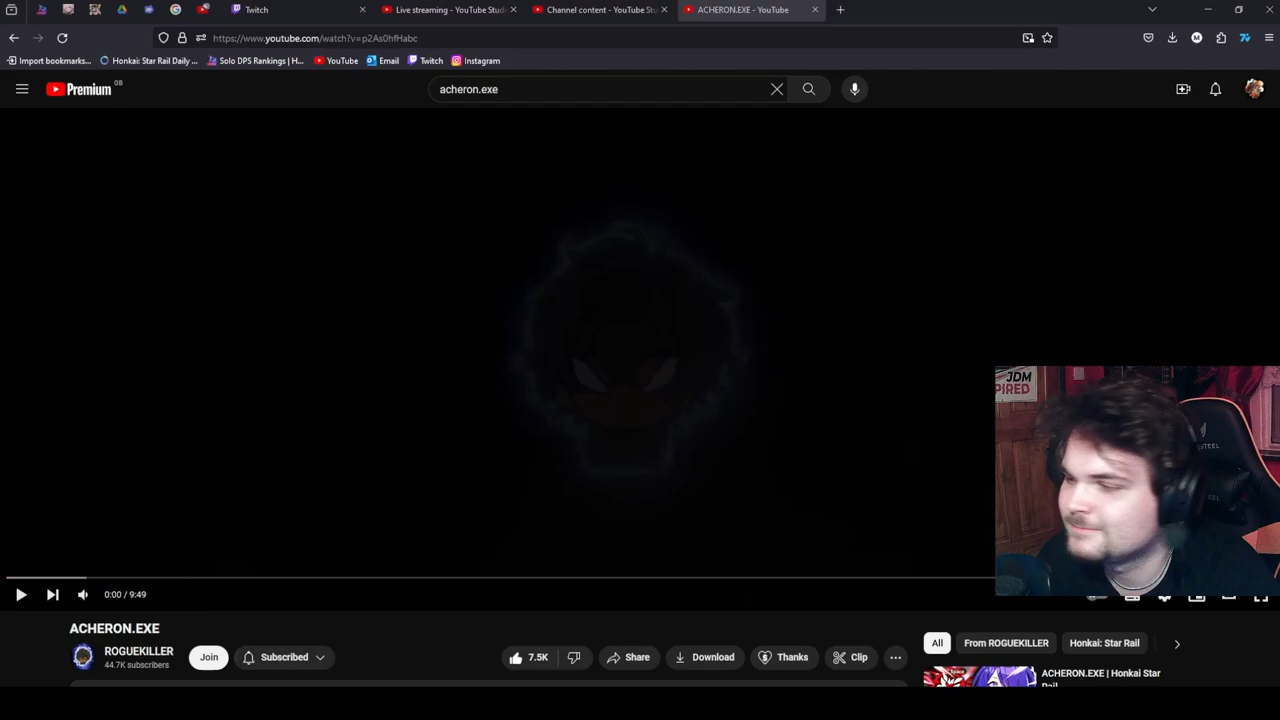 Twitch
Live streaming - YouTube Studi
Channel content - YouTube Stu
ACHERON.EXE - YouTube
https://www.youtube.com/watch?v=p2As0hfHabc
Import bookmarks...
Honkai: Star Rail Daily ...
Solo DPS Rankings | H...
YouTube
Email
Twitch
Instagram
Premium GB
acheron.exe
JDM
PIRED
0:00 / 9:49
ACHERON.EXE
ROGUEKILLER
44.7K subscribers
Join
Subscribed
7.5K
Share
Download
Thanks
Clip
All
From ROGUEKILLER
Honkai: Star Rail
ACHERON.EXE | Honkai Star
Rail